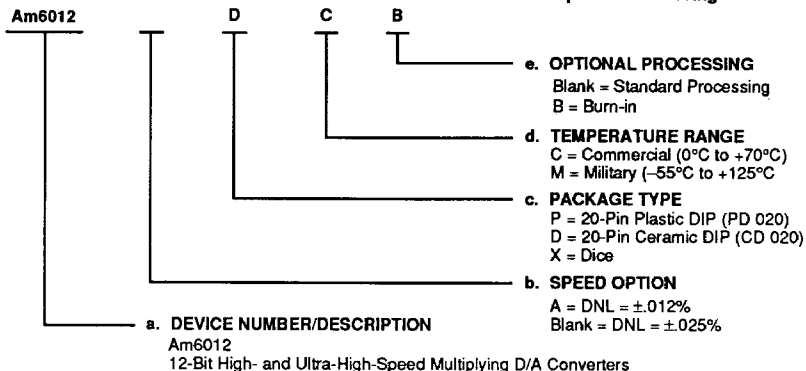 Am6012 D C B
e. OPTIONAL PROCESSING
Blank = Standard Processing
B = Burn-in
d. TEMPERATURE RANGE
C = Commercial (0°C to +70°C)
M = Military (–55°C to +125°C
c. PACKAGE TYPE
P = 20-Pin Plastic DIP (PD 020)
D = 20-Pin Ceramic DIP (CD 020)
X = Dice
b. SPEED OPTION
A = DNL = ±.012%
Blank = DNL = ±.025%
a. DEVICE NUMBER/DESCRIPTION
Am6012
12-Bit High- and Ultra-High-Speed Multiplying D/A Converters